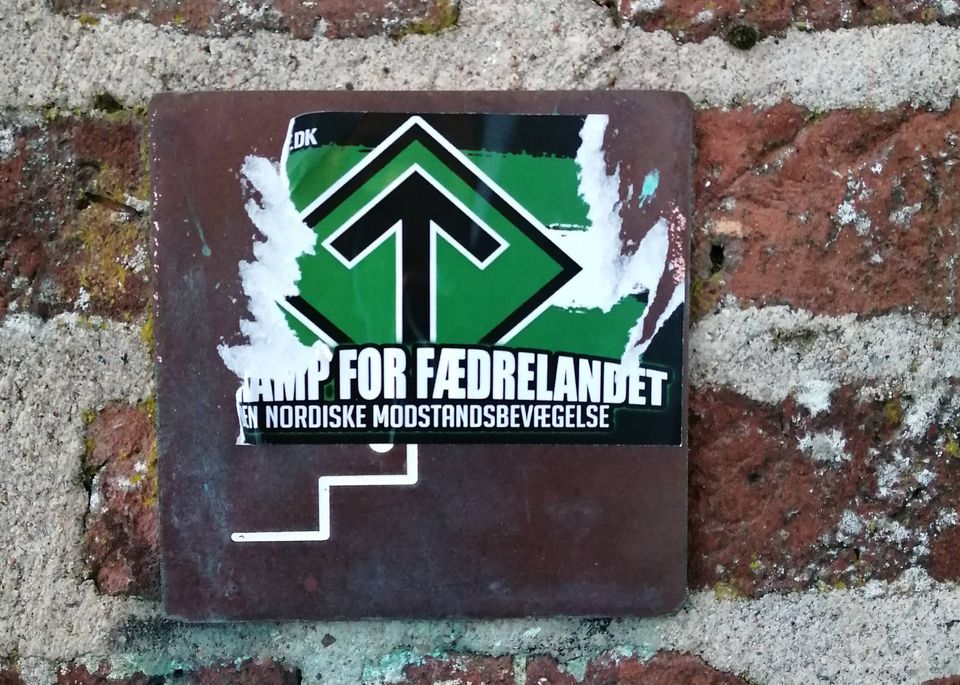 .DK
AMP FOR FÆDRELANDET
EN NORDISKE MODSTANDSBEVÆGELSE